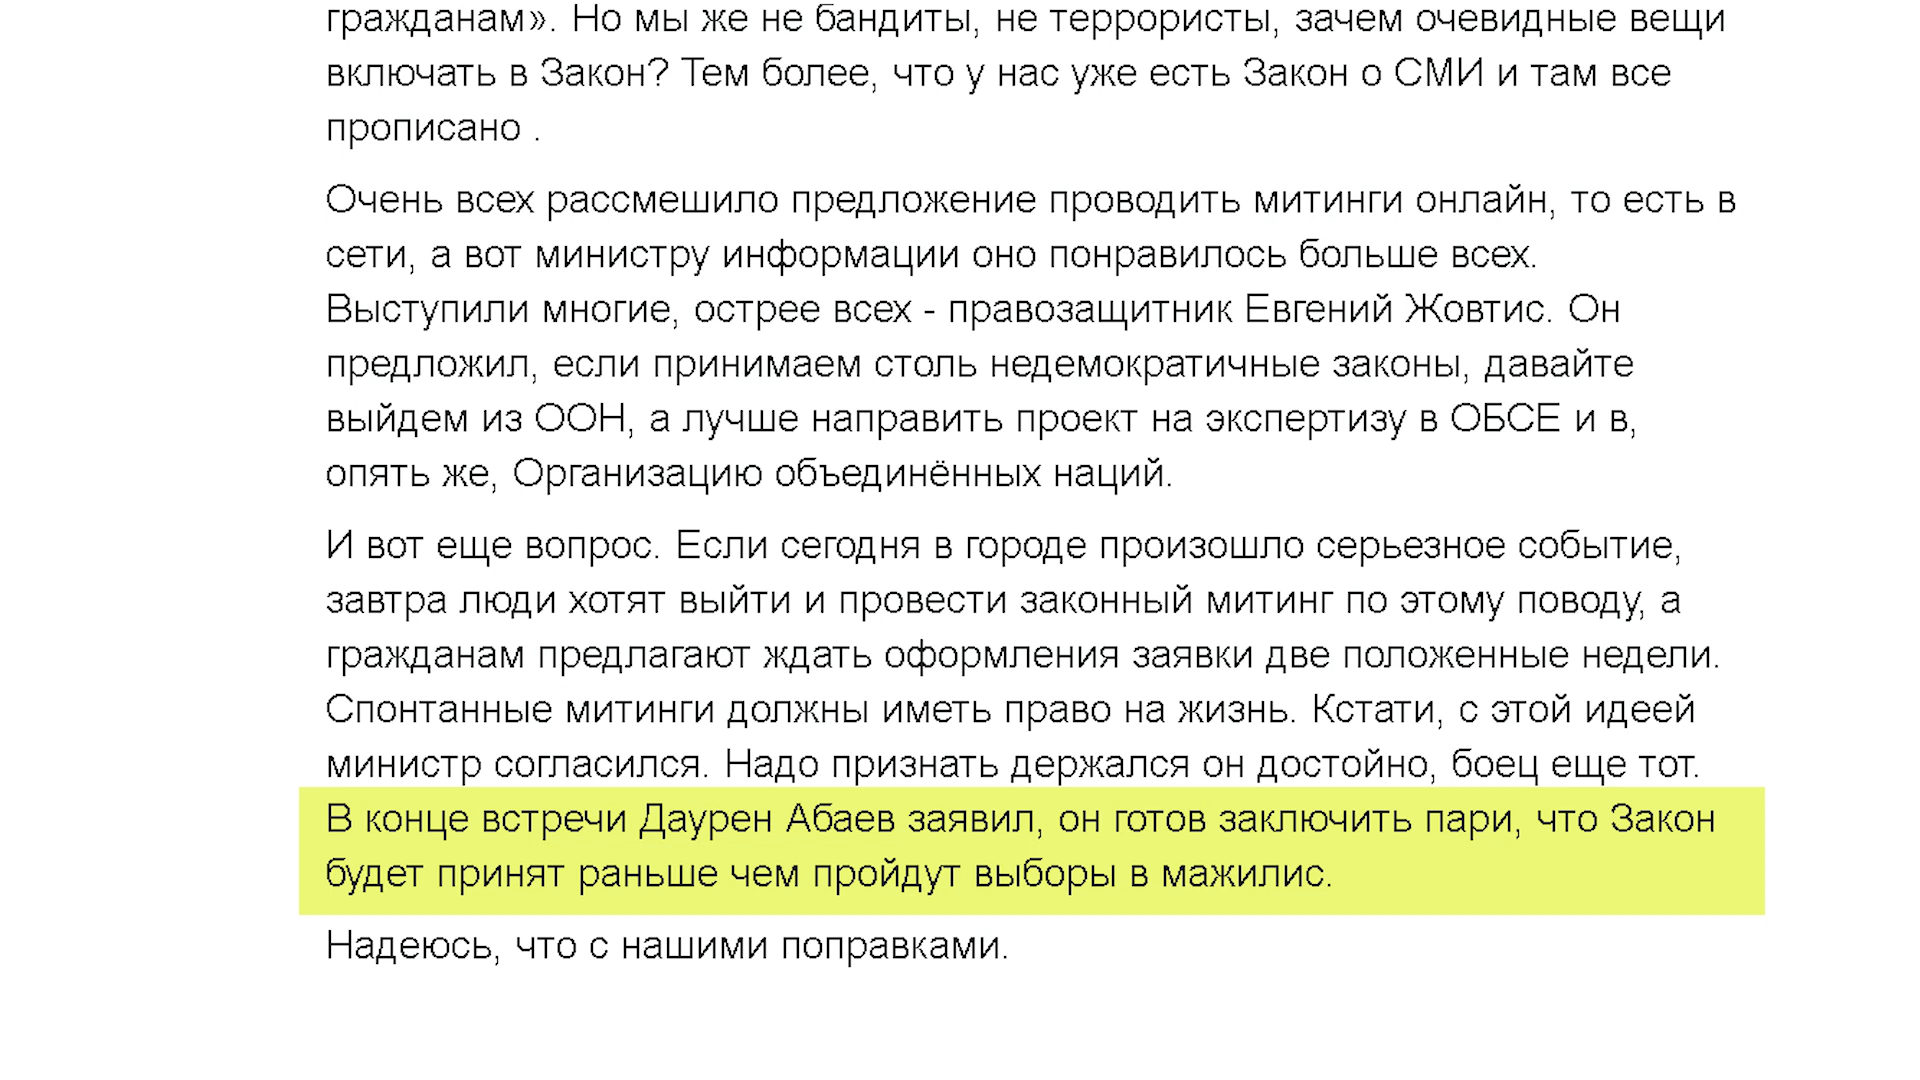 гражданам». Но мы же не бандиты, не террористы, зачем очевидные вещи
включать в Закон? Тем более, что у нас уже есть Закон о СМИ и там все
прописано .
Очень всех рассмешило предложение проводить митинги онлайн, то есть в
сети, а вот министру информации оно понравилось больше всех.
Выступили многие, острее всех - правозащитник Евгений Жовтис. Он
предложил, если принимаем столь недемократичные законы, давайте
выйдем из ООН, а лучше направить проект на экспертизу в ОБСЕ и в,
опять же, Организацию объединённых наций.
И вот еще вопрос. Если сегодня в городе произошло серьезное событие,
завтра люди хотят выйти и провести законный митинг по этому поводу, а
гражданам предлагают ждать оформления заявки две положенные недели.
Спонтанные митинги должны иметь право на жизнь. Кстати, с этой идеей
министр согласился. Надо признать держался он достойно, боец еще тот.
В конце встречи Даурен Абаев заявил, он готов заключить пари, что Закон
будет принят раньше чем пройдут выборы в мажилис.
Надеюсь, что с нашими поправками.